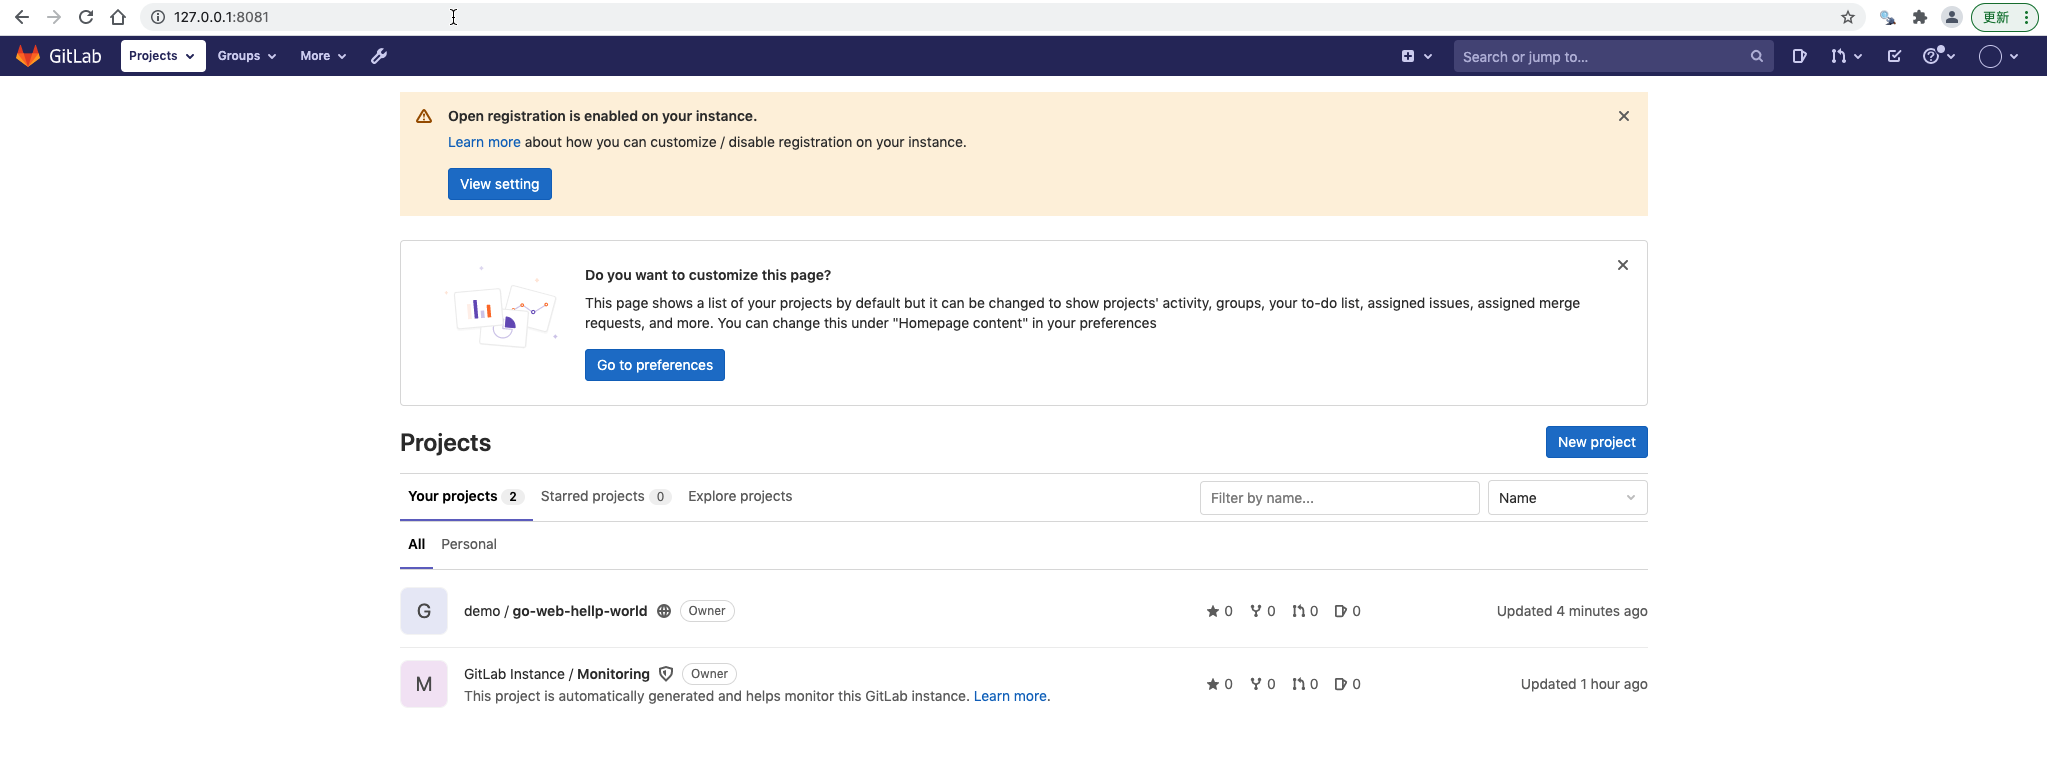 127.0.0.1:8081
更新
GitLab Projects Groups More Search or jump to...
Open registration is enabled on your instance.
Learn more about how you can customize / disable registration on your instance.
View setting
Do you want to customize this page?
This page shows a list of your projects by default but it can be changed to show projects' activity, groups, your to-do list, assigned issues, assigned merge
requests, and more. You can change this under "Homepage content" in your preferences
Go to preferences
Projects New project
Your projects 2 Starred projects 0 Explore projects Filter by name... Name
All Personal
G demo / go-web-hellp-world Owner 0 0 0 0 Updated 4 minutes ago
M GitLab Instance / Monitoring Owner 0 0 0 0 Updated 1 hour ago
This project is automatically generated and helps monitor this GitLab instance. Learn more.